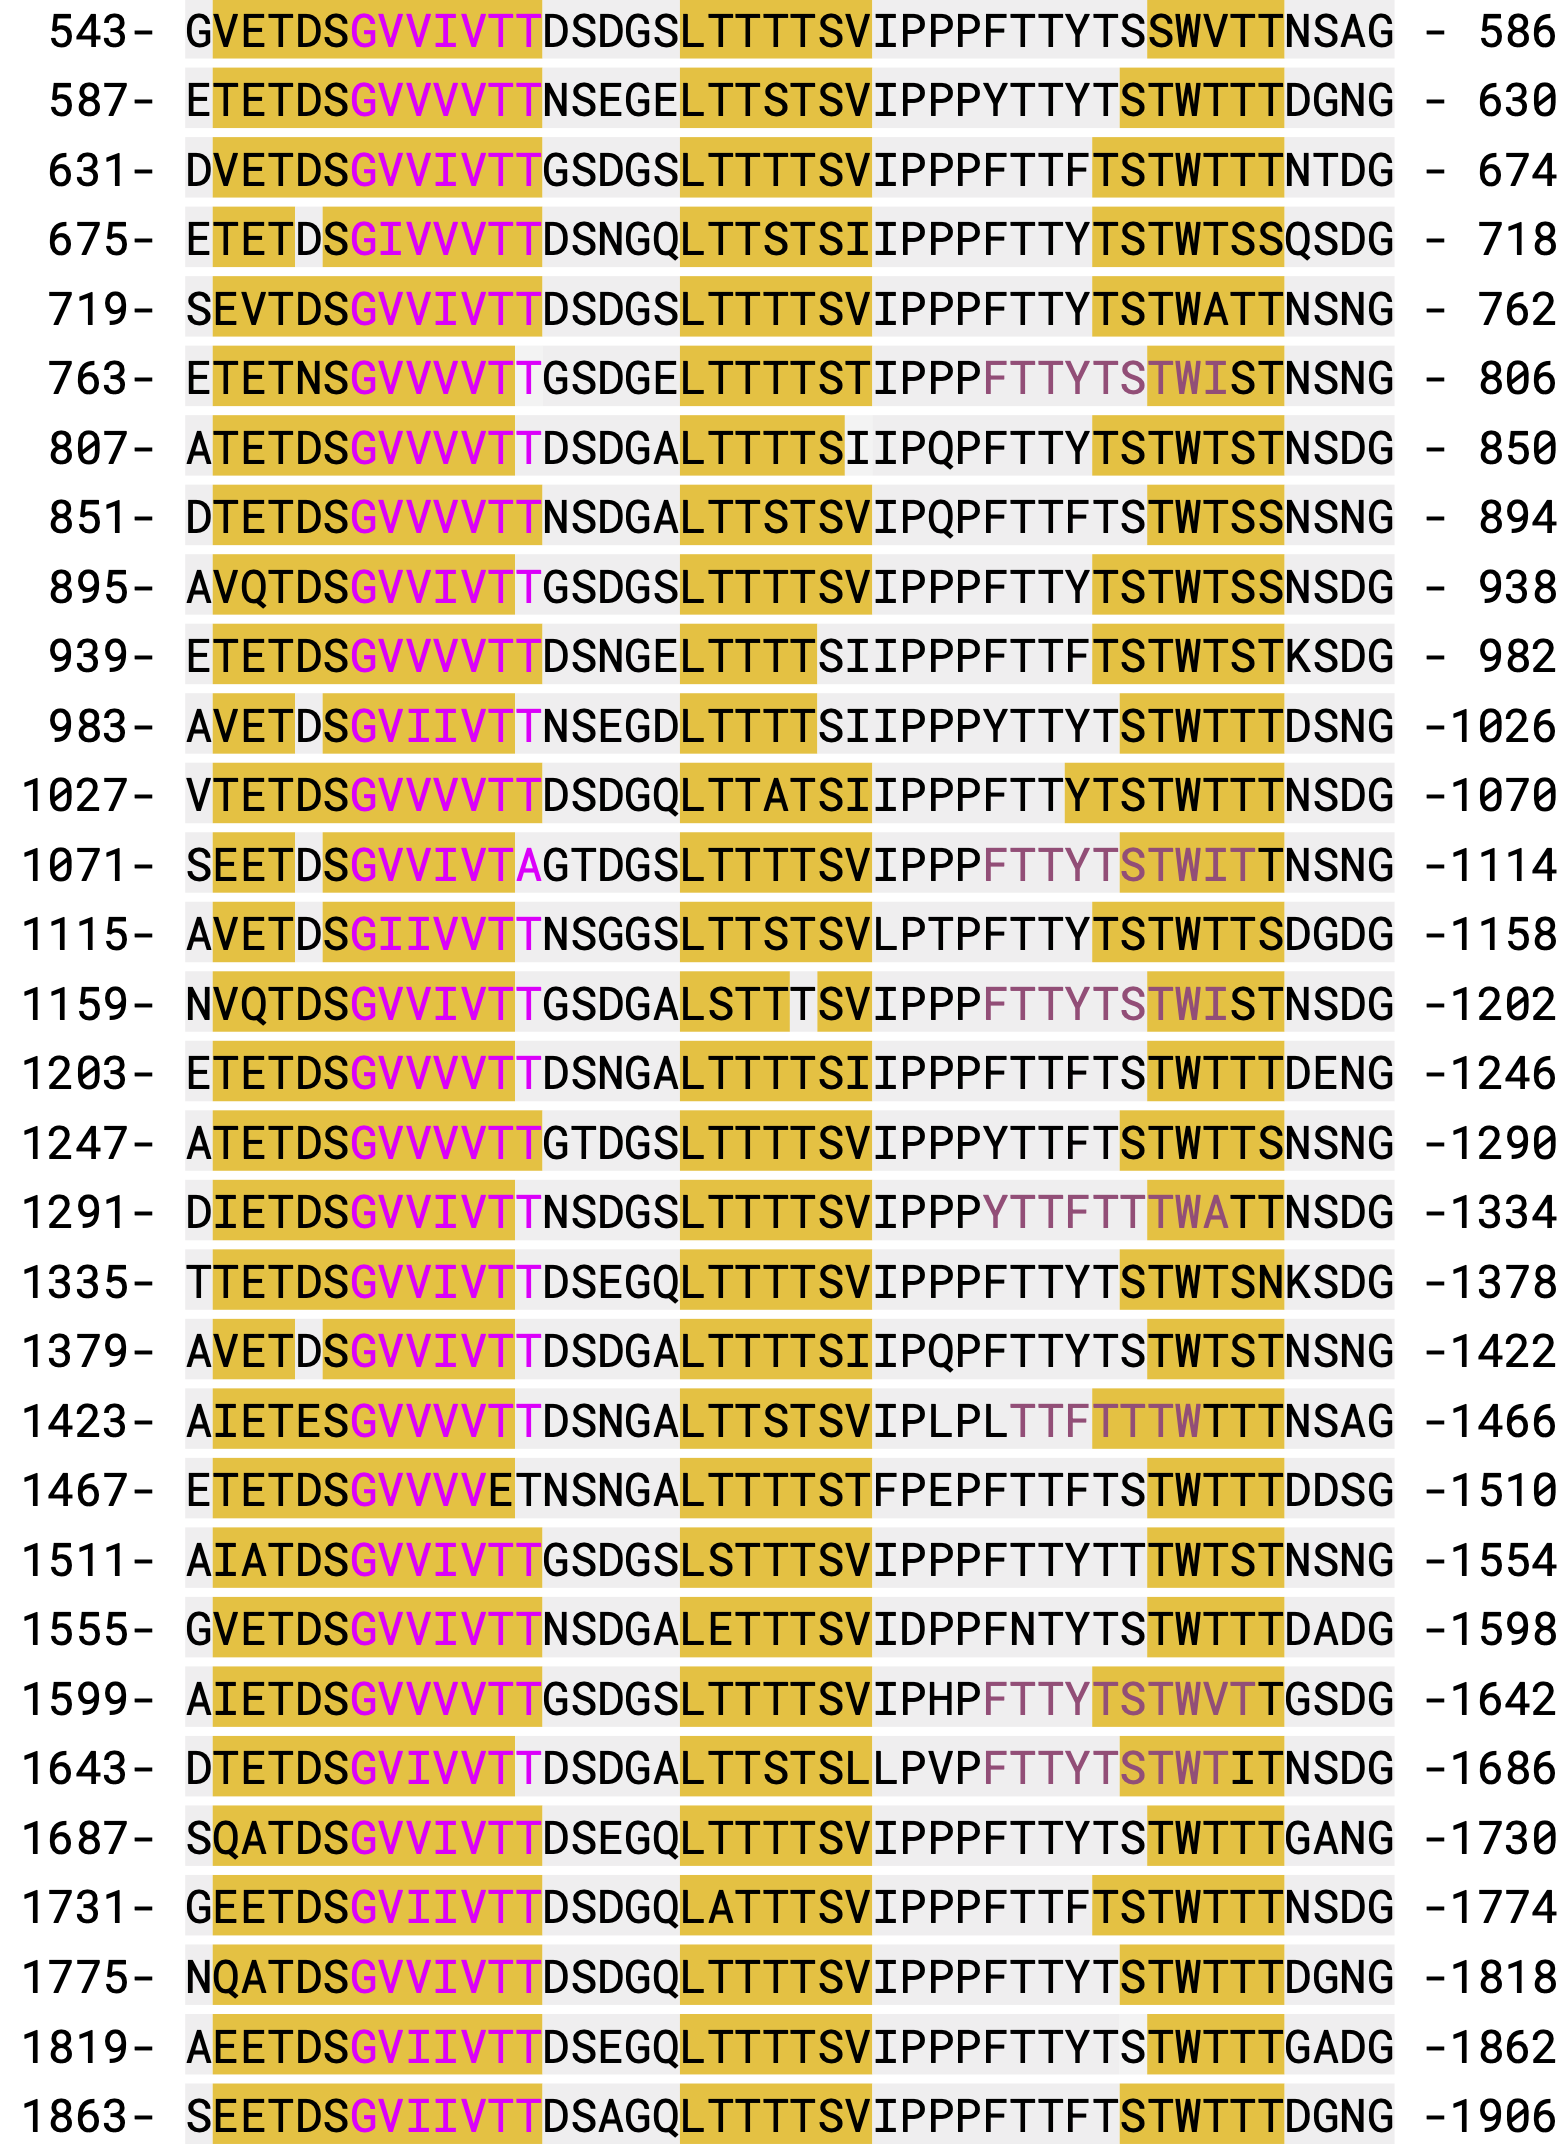 543- GVETDSGVVIVTTDSDGSLTTTTSVIPPPFTTYTSSWVTTNSAG - 586
587- ETETDSGVVVVTTNSEGELTTSTSVIPPPYTTYTSTWTTTDGNG - 630
631- DVETDSGVVIVTTGSDGSLTTTTSVIPPPFTTFTSTWTTTNTDG - 674
675- ETETDSGIVVVTTDSNGQLTTSTSIIPPPFTTYTSTWTSSQSDG - 718
719- SEVTDSGVVIVTTDSDGSLTTTTSVIPPPFTTYTSTWATTNSNG - 762
763- ETETNSGVVVVTTGSDGELTTTTSTIPPPFTTYTSTWISTNSNG - 806
807- ATETDSGVVVVTTDSDGALTTTTSIIPQPFTTYTSTWTSTNSDG - 850
851- DTETDSGVVVVTTNSDGALTTSTSVIPQPFTTFTSTWTSSNSNG - 894
895- AVQTDSGVVIVTTGSDGSLTTTTSVIPPPFTTYTSTWTSSNSDG - 938
939- ETETDSGVVVVTTDSNGELTTTTSIIPPPFTTFTSTWTSTKSDG - 982
983- AVETDSGVIIVTTNSEGDLTTTTSIIPPPYTTYTSTWTTTDSNG -1026
1027- VTETDSGVVVVTTDSDGQLTTATSIIPPPFTTYTSTWTTTNSDG -1070
1071- SEETDSGVVIVTAGTDGSLTTTTSVIPPPFTTYTSTWITTNSNG -1114
1115- AVETDSGIIVVTTNSGGSLTTSTSVLPTPFTTYTSTWTTSDGDG -1158
1159- NVQTDSGVVIVTTGSDGALSTTTSVIPPPFTTYTSTWISTNSDG -1202
1203- ETETDSGVVVVTTDSNGALTTTTSIIPPPFTTFTSTWTTTDENG -1246
1247- ATETDSGVVVVTTGTDGSLTTTTSVIPPPYTTFTSTWTTSNSNG -1290
1291- DIETDSGVVIVTTNSDGSLTTTTSVIPPPYTTFTTTWATTNSDG -1334
1335- TTETDSGVVIVTTDSEGQLTTTTSVIPPPFTTYTSTWTSNKSDG -1378
1379- AVETDSGVVIVTTDSDGALTTTTSIIPQPFTTYTSTWTSTNSNG -1422
1423- AIETESGVVVVTTDSNGALTTSTSVIPLPLTTFTTTWTTTNSAG -1466
1467- ETETDSGVVVVETNSNGALTTTTSTFPEPFTTFTSTWTTTDDSG -1510
1511- AIATDSGVVIVTTGSDGSLSTTTSVIPPPFTTYTTTWTSTNSNG -1554
1555- GVETDSGVVIVTTNSDGALETTTSVIDPPFNTYTSTWTTTDADG -1598
1599- AIETDSGVVVVTTGSDGSLTTTTSVIPHPFTTYTSTWVTTGSDG -1642
1643- DTETDSGVIVVTTDSDGALTTSTSLLPVPFTTYTSTWTITNSDG -1686
1687- SQATDSGVVIVTTDSEGQLTTTTSVIPPPFTTYTSTWTTTGANG -1730
1731- GEETDSGVIIVTTDSDGQLATTTSVIPPPFTTFTSTWTTTNSDG -1774
1775- NQATDSGVVIVTTDSDGQLTTTTSVIPPPFTTYTSTWTTTDGNG -1818
1819- AEETDSGVIIVTTDSEGQLTTTTSVIPPPFTTYTSTWTTTGADG -1862
1863- SEETDSGVIIVTTDSAGQLTTTTSVIPPPFTTFTSTWTTTDGNG -1906